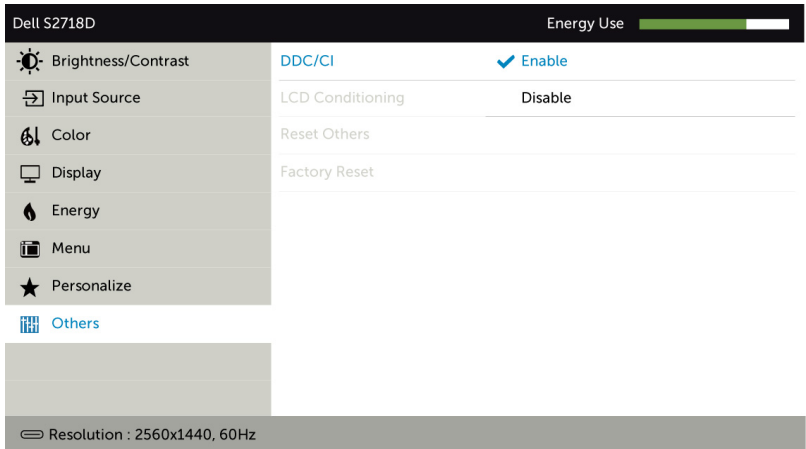 Dell S2718D Energy Use
Brightness/Contrast DDC/CI Enable
Input Source LCD Conditioning Disable
Color Reset Others
Display Factory Reset
Energy
Menu
Personalize
Others
Resolution : 2560x1440, 60Hz